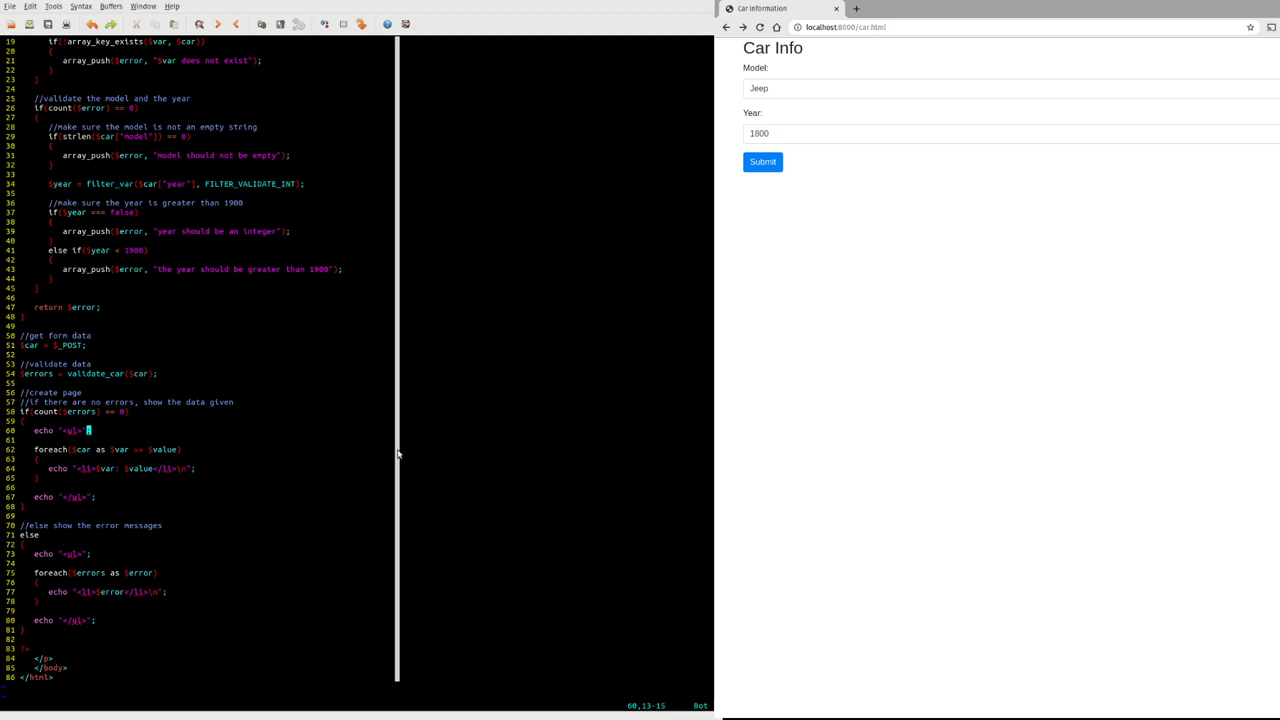 File Edit Tools Syntax Buffers Window Help
19 if(!array_key_exists($var, $car))
20 {
21 array_push($error, "$var does not exist");
22 }
23 }
24
25 //validate the model and the year
26 if(count($error) == 0)
27 {
28 //make sure the model is not an empty string
29 if(strlen($car["model"]) == 0)
30 {
31 array_push($error, "model should not be empty");
32 }
33
34 $year = filter_var($car["year"], FILTER_VALIDATE_INT);
35
36 //make sure the year is greater than 1900
37 if($year === false)
38 {
39 array_push($error, "year should be an integer");
40 }
41 else if($year < 1900)
42 {
43 array_push($error, "the year should be greater than 1900");
44 }
45 }
46
47 return $error;
48 }
49
50 //get form data
51 $car = $_POST;
52
53 //validate data
54 $errors = validate_car($car);
55
56 //create page
57 //if there are no errors, show the data given
58 if(count($errors) == 0)
59 {
60 echo "<ul>";
61
62 foreach($car as $var => $value)
63 {
64 echo "<li>$var: $value</li>\n";
65 }
66
67 echo "</ul>";
68 }
69
70 //else show the error messages
71 else
72 {
73 echo "<ul>";
74
75 foreach($errors as $error)
76 {
77 echo "<li>$error</li>\n";
78 }
79
80 echo "</ul>";
81 }
82
83 ?>
84 </p>
85 </body>
86 </html>
~
~
60,13-15 Bot
Car Information
localhost:8000/car.html
Car Info
Model:
Jeep
Year:
1800
Submit